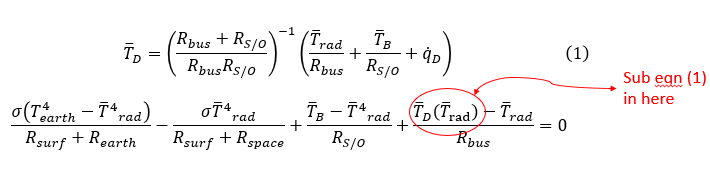 T̄_D = ((R_bus + R_S/O)/(R_bus R_S/O))^−1 (T̄_rad/R_bus + T̄_B/R_S/O + q̇_D) (1)
Sub eqn (1)
in here
σ(T^4_earth − T̄^4_rad)/(R_surf + R_earth) − σT̄^4_rad/(R_surf + R_space) + (T̄_B − T̄^4_rad)/R_S/O + (T̄_D(T̄_rad) − T̄_rad)/R_bus = 0